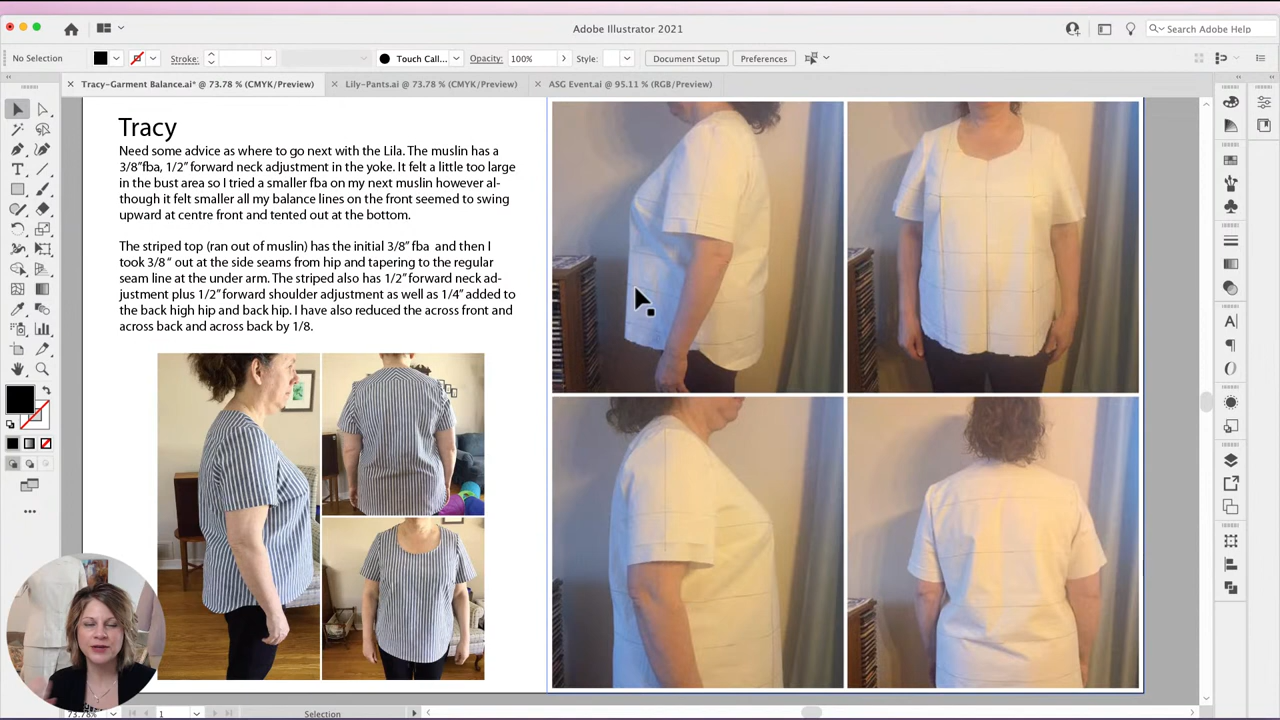 Adobe Illustrator 2021
Search Adobe Help
No Selection
Stroke:
Touch Call...
Opacity:
100%
Style:
Document Setup
Preferences
Tracy-Garment Balance.ai* @ 73.78 % (CMYK/Preview)
Lily-Pants.ai @ 73.78 % (CMYK/Preview)
ASG Event.ai @ 95.11 % (RGB/Preview)
Tracy
Need some advice as where to go next with the Lila. The muslin has a
3/8"fba, 1/2" forward neck adjustment in the yoke. It felt a little too large
in the bust area so I tried a smaller fba on my next muslin however al-
though it felt smaller all my balance lines on the front seemed to swing
upward at centre front and tented out at the bottom.
The striped top (ran out of muslin) has the initial 3/8" fba and then I
took 3/8" out at the side seams from hip and tapering to the regular
seam line at the under arm. The striped also has 1/2" forward neck ad-
justment plus 1/2" forward shoulder adjustment as well as 1/4" added to
the back high hip and back hip. I have also reduced the across front and
across back and across back by 1/8.
73.78%
1
Selection